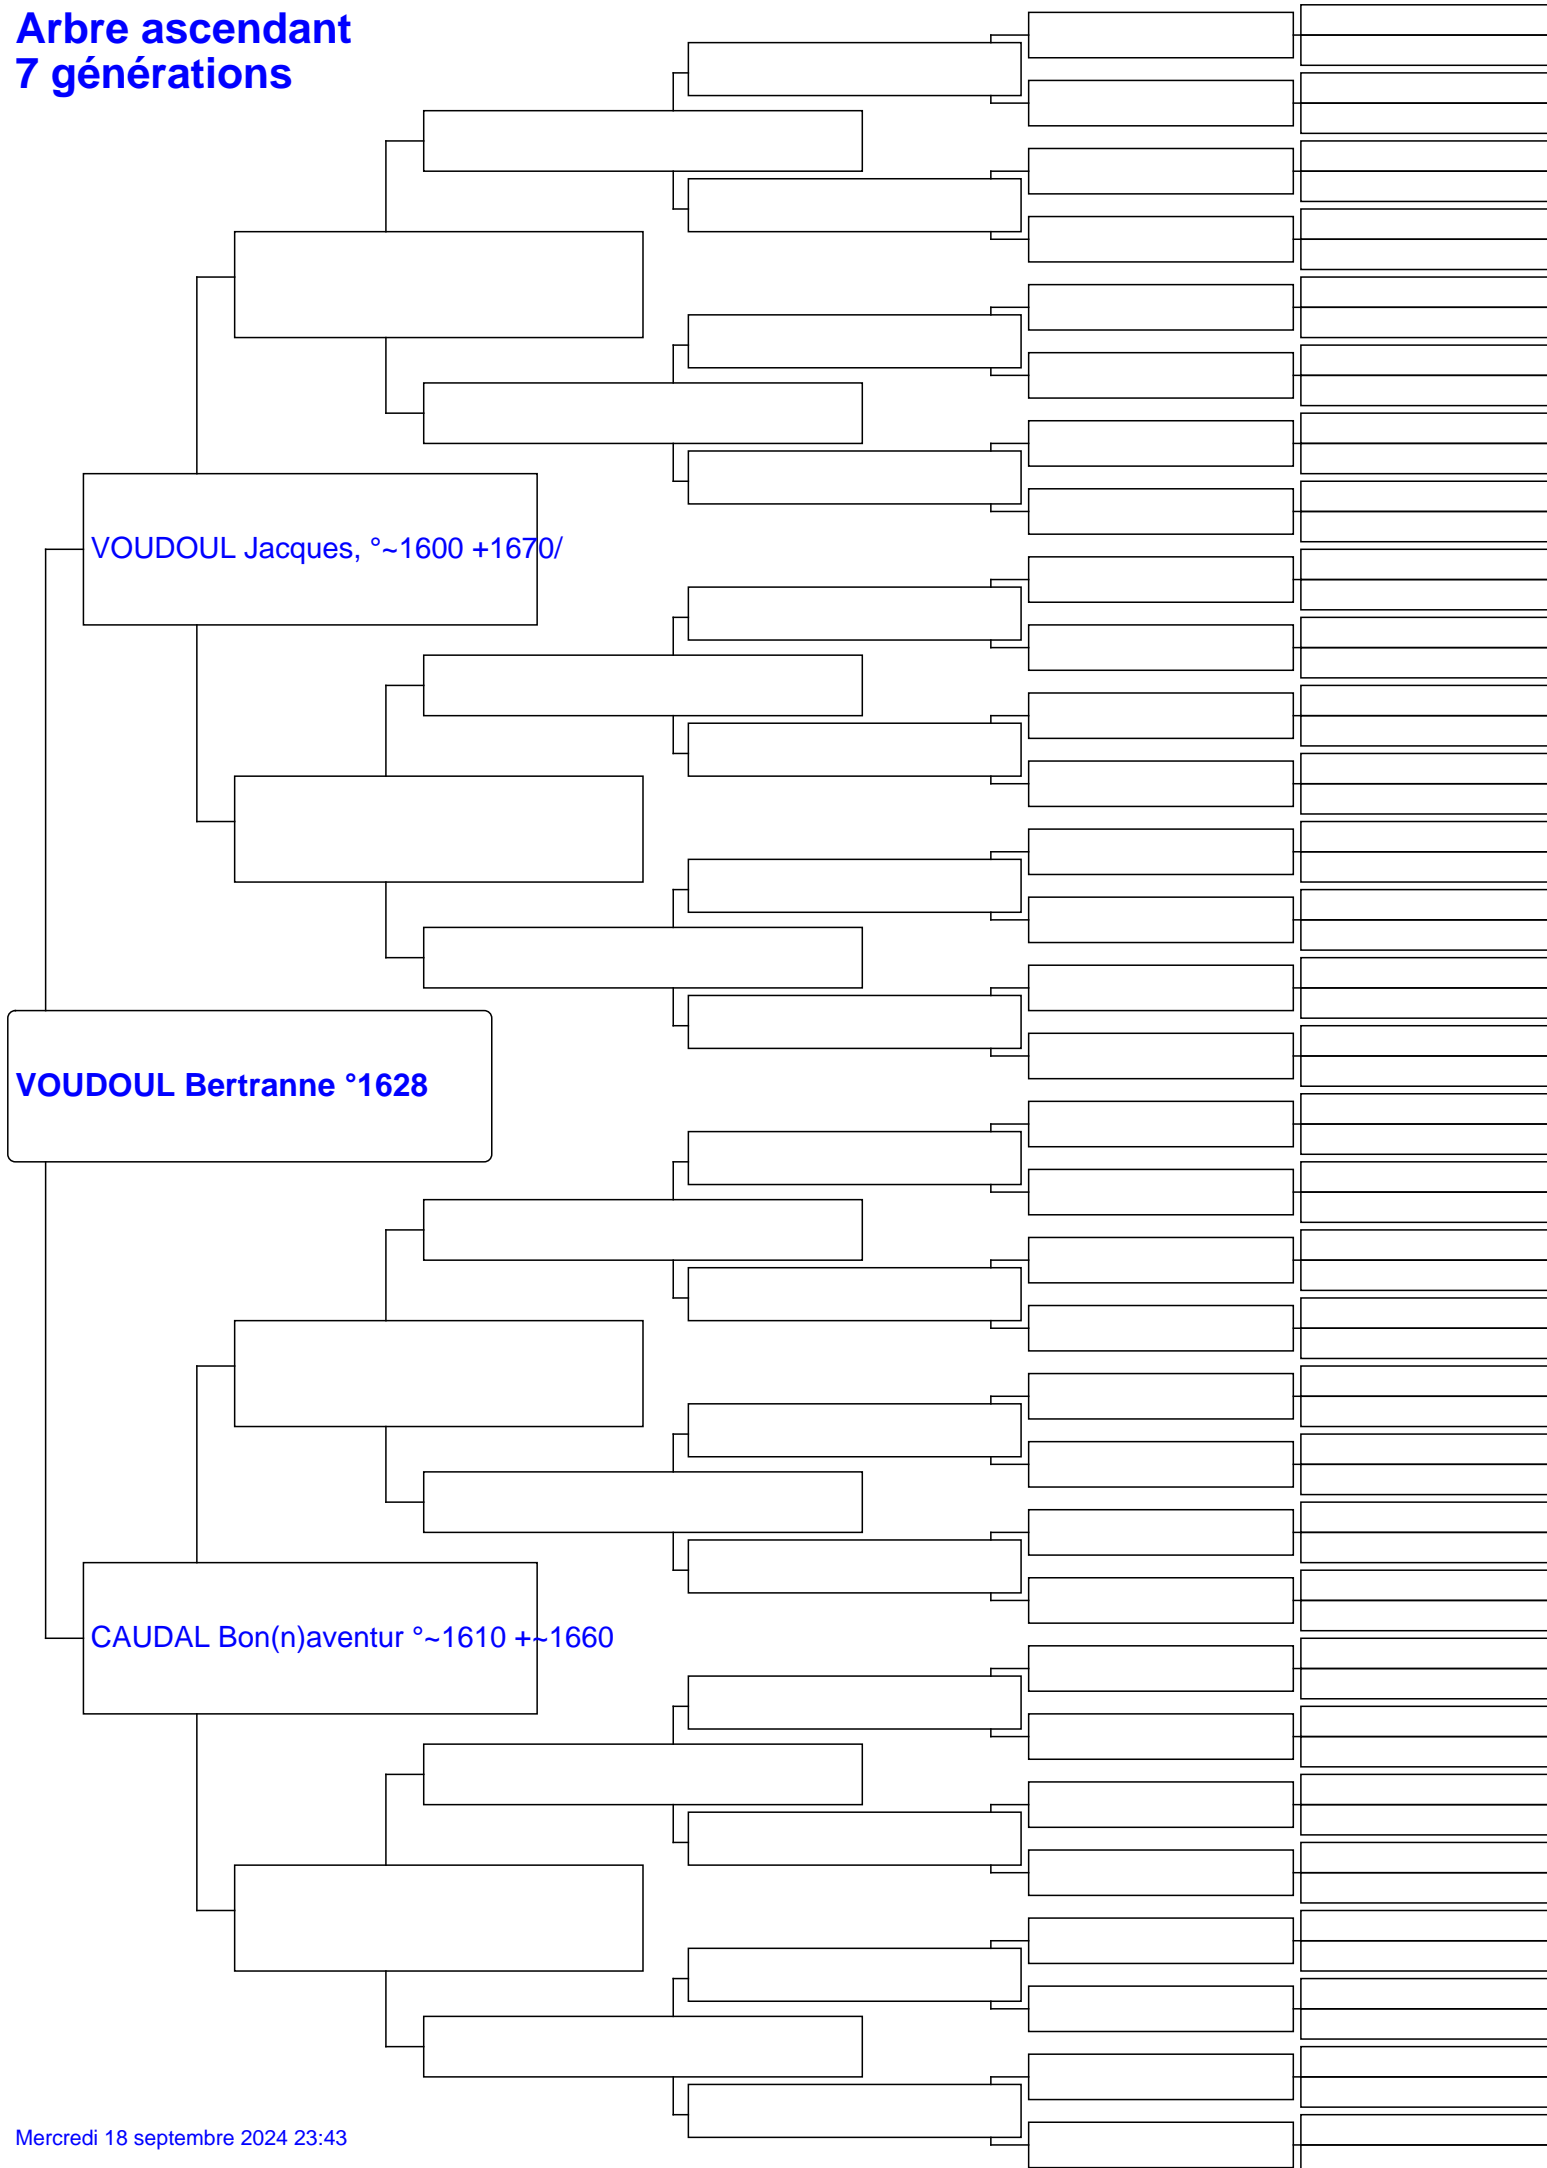 Arbre ascendant
7 générations
VOUDOUL Jacques, °~1600 +1670/
VOUDOUL Bertranne °1628
CAUDAL Bon(n)aventur °~1610 +~1660
Mercredi 18 septembre 2024 23:43